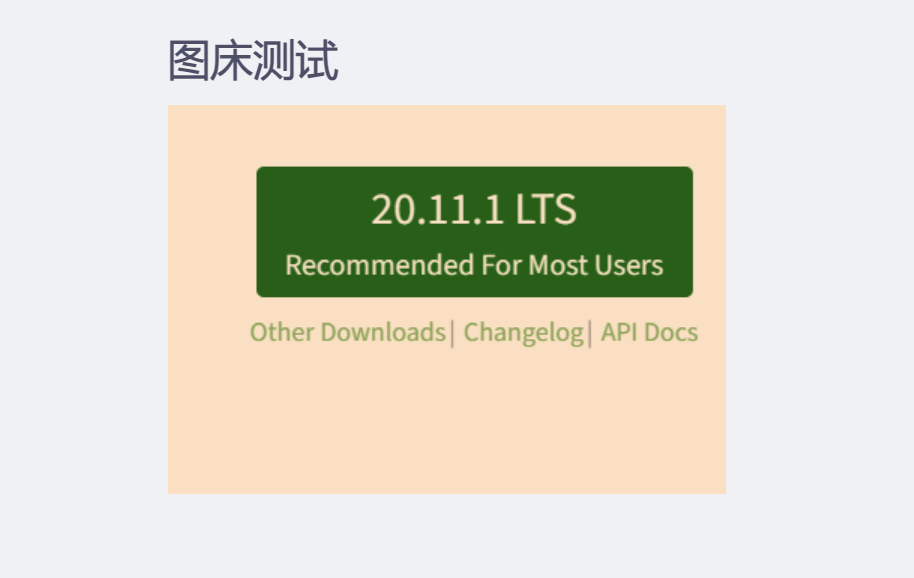 图床测试
20.11.1 LTS
Recommended For Most Users
Other Downloads| Changelog| API Docs